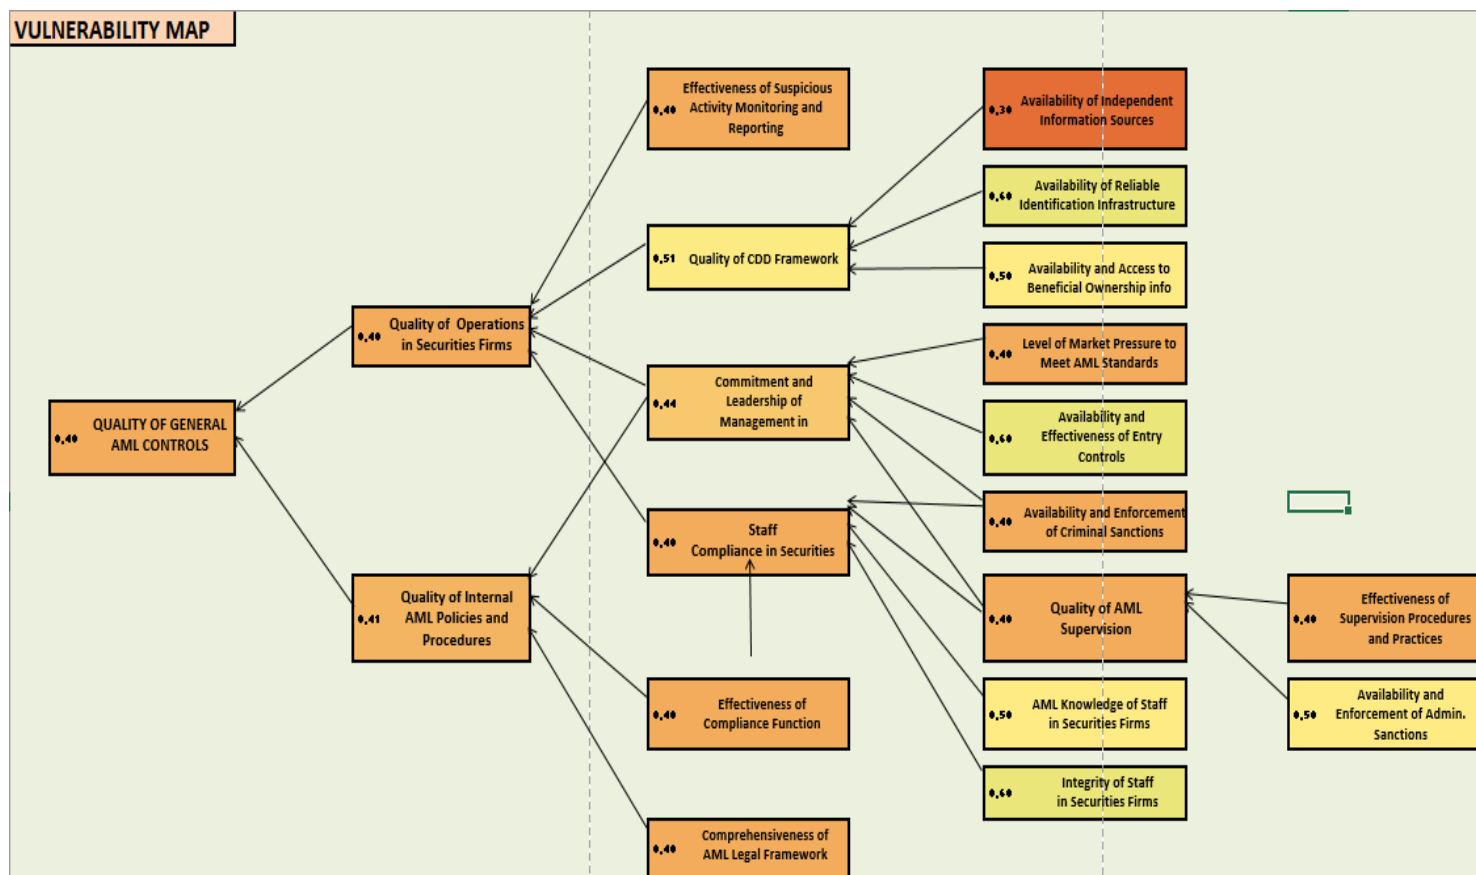 VULNERABILITY MAP
0,40
QUALITY OF GENERAL
AML CONTROLS
0,40
Quality of Operations
in Securities Firms
0,41
Quality of Internal
AML Policies and
Procedures
0,40
Effectiveness of Suspicious
Activity Monitoring and
Reporting
0,51
Quality of CDD Framework
0,44
Commitment and
Leadership of
Management in
0,40
Staff
Compliance in Securities
0,40
Effectiveness of
Compliance Function
0,40
Comprehensiveness of
AML Legal Framework
0,30
Availability of Independent
Information Sources
0,60
Availability of Reliable
Identification Infrastructure
0,50
Availability and Access to
Beneficial Ownership info
0,40
Level of Market Pressure to
Meet AML Standards
0,60
Availability and
Effectiveness of Entry
Controls
0,40
Availability and Enforcement
of Criminal Sanctions
0,40
Quality of AML
Supervision
0,50
AML Knowledge of Staff
in Securities Firms
0,60
Integrity of Staff
in Securities Firms
0,40
Effectiveness of
Supervision Procedures
and Practices
0,50
Availability and
Enforcement of Admin.
Sanctions